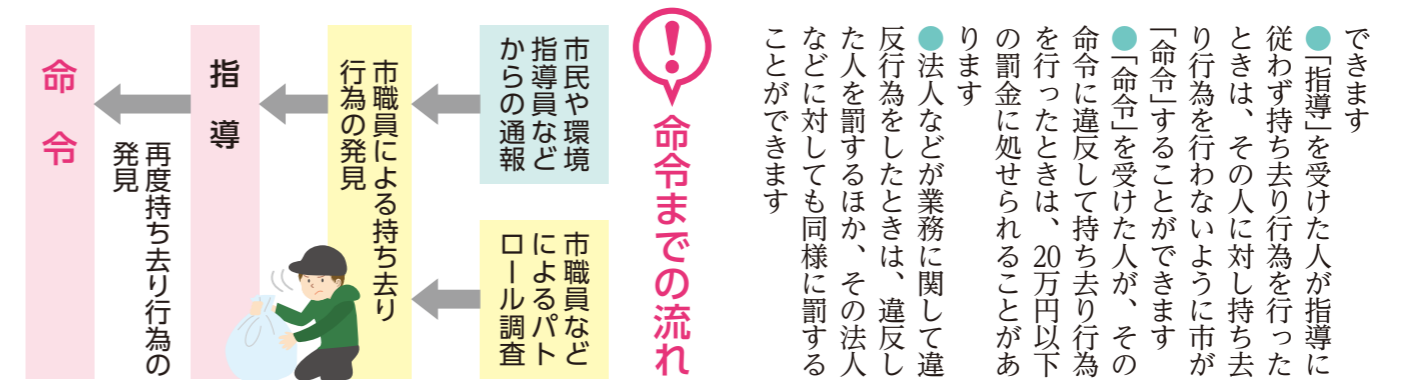 できます
●「指導」を受けた人が指導に
従わず持ち去り行為を行った
ときは、その人に対し持ち去
り行為を行わないように市が
「命令」することができます
●「命令」を受けた人が、その
命令に違反して持ち去り行為
を行ったときは、20万円以下
の罰金に処せられることがあ
ります
●法人などが業務に関して違
反行為をしたときは、違反し
た人を罰するほか、その法人
などに対しても同様に罰する
ことができます
!
命令までの流れ
市民や環境
指導員など
からの通報
市職員など
によるパト
ロール調査
市職員による持ち去り
行為の発見
指導
再度持ち去り行為の
発見
命令